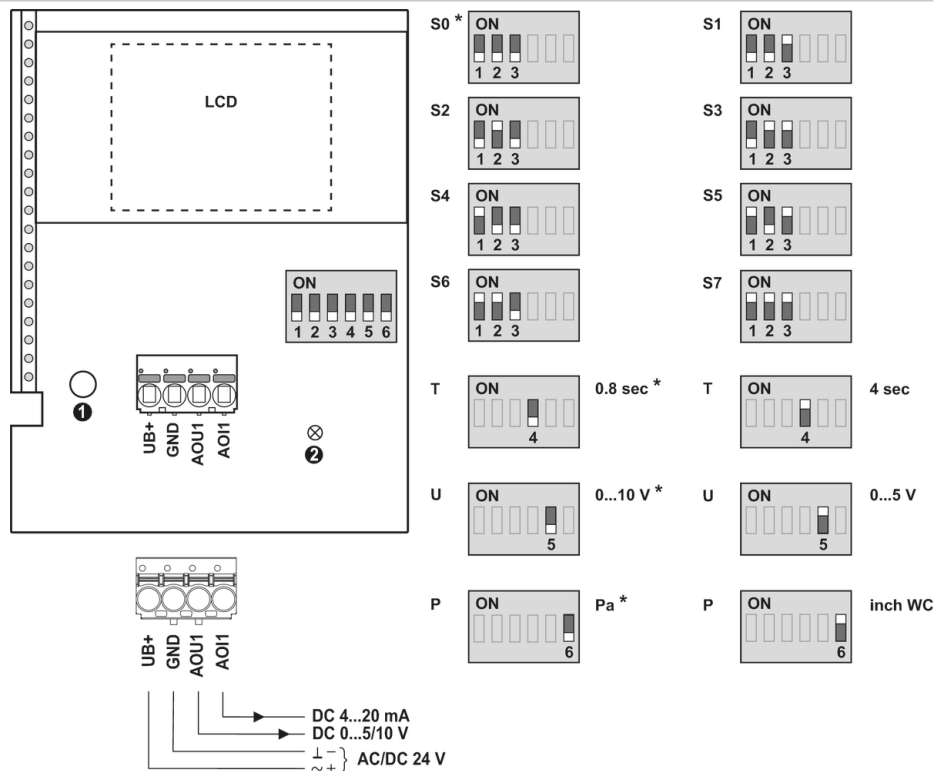 LCD
ON
1 2 3 4 5 6
❶
UB+
GND
AOU1
AOI1
❷
UB+
GND
AOU1
AOI1
DC 4...20 mA
DC 0...5/10 V
⊥ −
~ + } AC/DC 24 V
S0 *
ON
1 2 3
S1
ON
1 2 3
S2
ON
1 2 3
S3
ON
1 2 3
S4
ON
1 2 3
S5
ON
1 2 3
S6
ON
1 2 3
S7
ON
1 2 3
T
ON
4
0.8 sec *
T
ON
4
4 sec
U
ON
5
0...10 V *
U
ON
5
0...5 V
P
ON
6
Pa *
P
ON
6
inch WC